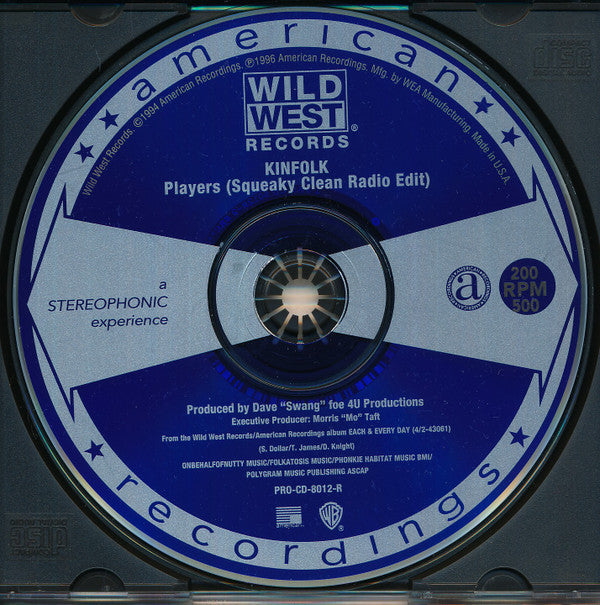 american
Wild West Records. ©1994 American Recordings. ℗1996 American Recordings. Mfg. by WEA Manufacturing. Made in U.S.A.
WILD
WEST®
RECORDS
KINFOLK
Players (Squeaky Clean Radio Edit)
a
STEREOPHONIC
experience
a
200
RPM
500
Produced by Dave "Swang" foe 4U Productions
Executive Producer: Morris "Mo" Taft
From the Wild West Records/American Recordings album EACH & EVERY DAY (4/2-43061)
(S. Dollar/T. James/D. Knight)
ONBEHALFOFNUTTY MUSIC/FOLKATOSIS MUSIC/PHONKIE HABITAT MUSIC BMI/
POLYGRAM MUSIC PUBLISHING ASCAP
PRO-CD-8012-R
american
WB®
recordings